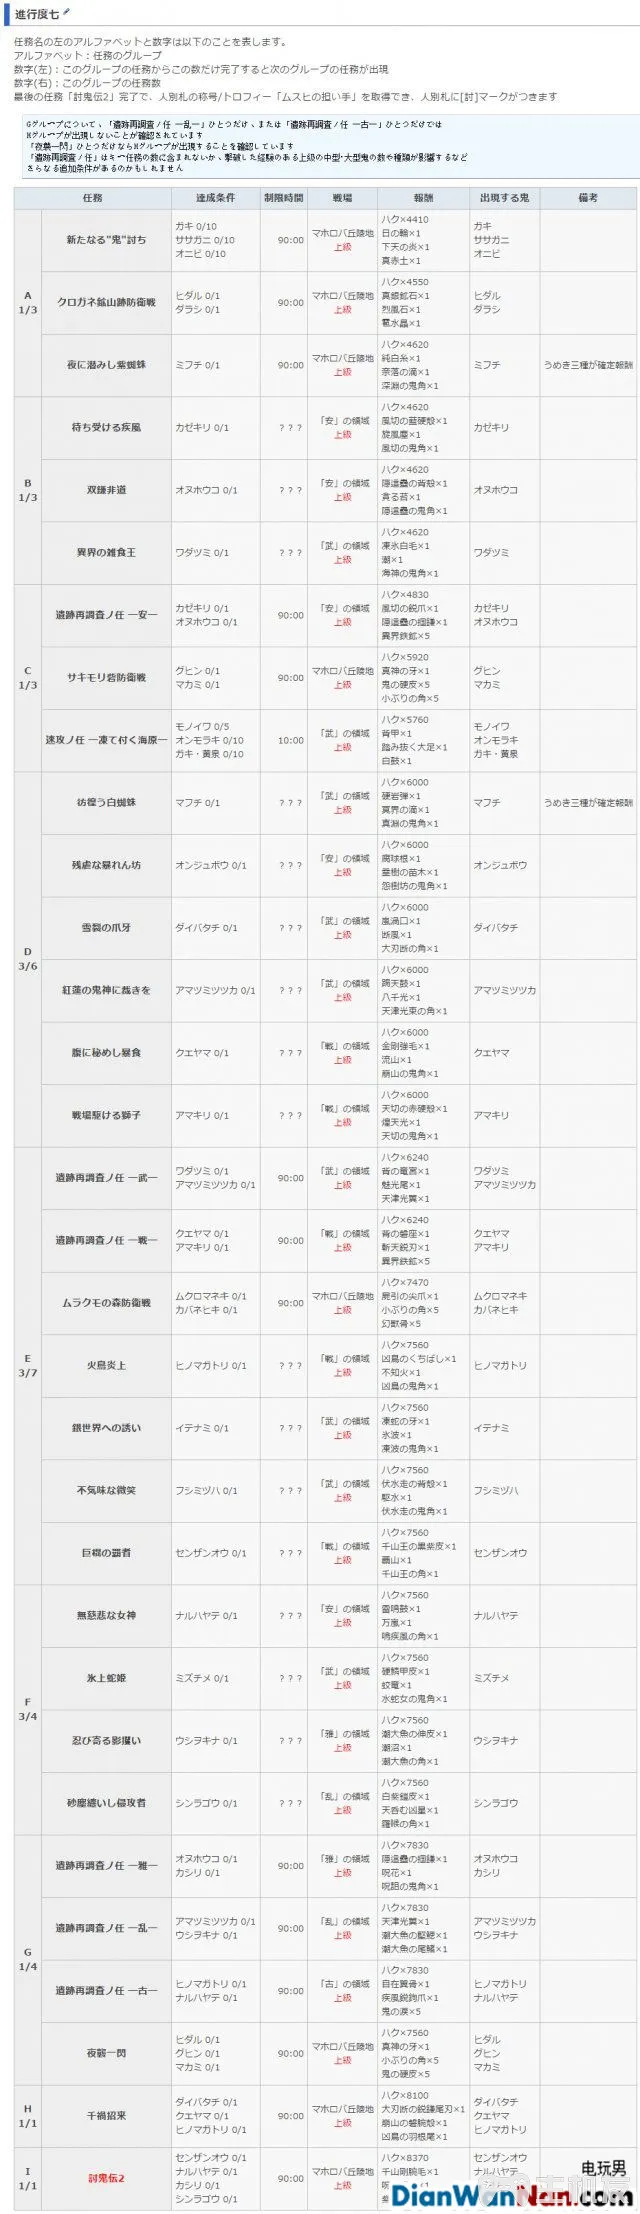 進行度七
任務名の左のアルファベットと数字は以下のことを表します。
アルファベット：任務のグループ
数字(左)：このグループの任務からこの数だけ完了すると次のグループの任務が出現
数字(右)：このグループの任務数
最後の任務「討鬼伝2」完了で、人別札の称号/トロフィー「ムスヒの担い手」を取得でき、人別札に[討]マークがつきます
Gグループについて、「遺跡再調査ノ任 ―乱―」ひとつだけ、または「遺跡再調査ノ任 ―古―」ひとつだけでは
Hグループが出現しないことが確認されています
「夜襲一閃」ひとつだけならHグループが出現することを確認しています
「遺跡再調査ノ任」はキー任務の数に含まれないか、撃破した経験のある上級の中型・大型鬼の数や種類が影響するなど
さらなる追加条件があるのかもしれません
任務 達成条件 制限時間 戦場 報酬 出現する鬼 備考
A
1/3
新たなる"鬼"討ち
ガキ 0/10
ササガニ 0/10
オニビ 0/10
90:00
マホロバ丘陵地
上級
ハク×4410
日の輪×1
下天の炎×1
真赤土×1
ガキ
ササガニ
オニビ
クロガネ鉱山跡防衛戦
ヒダル 0/1
ダラシ 0/1
90:00
マホロバ丘陵地
上級
ハク×4550
真銀鉱石×1
烈風石×1
雹水晶×1
ヒダル
ダラシ
夜に潜みし紫蜘蛛
ミフチ 0/1
90:00
マホロバ丘陵地
上級
ハク×4620
純白糸×1
奈落の滴×1
深淵の鬼角×1
ミフチ
うめき三種が確定報酬
B
1/3
待ち受ける疾風
カゼキリ 0/1
？？？
「安」の領域
上級
ハク×4620
風切の藍硬殻×1
旋風塵×1
風切の鬼角×1
カゼキリ
双鎌非道
オヌホウコ 0/1
？？？
「安」の領域
上級
ハク×4620
隠這蟲の背殻×1
貪る苔×1
隠這蟲の鬼角×1
オヌホウコ
異界の雑食王
ワダツミ 0/1
？？？
「武」の領域
上級
ハク×4620
凍氷白毛×1
潮×1
海神の鬼角×1
ワダツミ
C
1/3
遺跡再調査ノ任 ―安―
カゼキリ 0/1
オヌホウコ 0/1
90:00
「安」の領域
上級
ハク×4830
風切の鋭爪×1
隠這蟲の掴鎌×1
異界鉄鉱×5
カゼキリ
オヌホウコ
サキモリ砦防衛戦
グヒン 0/1
マカミ 0/1
90:00
マホロバ丘陵地
上級
ハク×5920
真神の牙×1
鬼の硬皮×5
小ぶりの角×5
グヒン
マカミ
速攻ノ任 ―凍て付く海原―
モノイワ 0/5
オンモラキ 0/10
ガキ・黄泉 0/10
10:00
「武」の領域
上級
ハク×5760
背甲×1
踏み抜く大足×1
白鼓×1
モノイワ
オンモラキ
ガキ・黄泉
D
3/6
彷徨う白蜘蛛
マフチ 0/1
？？？
「武」の領域
上級
ハク×6000
硬岩弾×1
冥界の滴×1
真淵の鬼角×1
マフチ
うめき三種が確定報酬
残虐な暴れん坊
オンジュボウ 0/1
？？？
「安」の領域
上級
ハク×6000
腐球根×1
霊樹の苗木×1
怨樹坊の鬼角×1
オンジュボウ
雪裂の爪牙
ダイバタチ 0/1
？？？
「武」の領域
上級
ハク×6000
嵐渦口×1
断風×1
大刃断の角×1
ダイバタチ
紅蓮の鬼神に裁きを
アマツミツツカ 0/1
？？？
「武」の領域
上級
ハク×6000
蹄天鼓×1
八千光×1
天津光束の角×1
アマツミツツカ
腹に秘めし暴食
クエヤマ 0/1
？？？
「戦」の領域
上級
ハク×6000
金剛強毛×1
流山×1
崩山の鬼角×1
クエヤマ
戦場駆ける獅子
アマキリ 0/1
？？？
「戦」の領域
上級
ハク×6000
天切の赤硬殻×1
煌天光×1
天切の鬼角×1
アマキリ
E
3/7
遺跡再調査ノ任 ―武―
ワダツミ 0/1
アマツミツツカ 0/1
90:00
「武」の領域
上級
ハク×6240
背の竜宮×1
魅光尾×1
天津光翼×1
ワダツミ
アマツミツツカ
遺跡再調査ノ任 ―戦―
クエヤマ 0/1
アマキリ 0/1
90:00
「戦」の領域
上級
ハク×6240
背の磐座×1
斬天鋭刃×1
異界鉄鉱×5
クエヤマ
アマキリ
ムラクモの森防衛戦
ムクロマネキ 0/1
カバネヒキ 0/1
90:00
マホロバ丘陵地
上級
ハク×7470
屍引の尖爪×1
小ぶりの角×5
幻獣骨×5
ムクロマネキ
カバネヒキ
火鳥炎上
ヒノマガトリ 0/1
？？？
「戦」の領域
上級
ハク×7560
凶鳥のくちばし×1
不知火×1
凶鳥の鬼角×1
ヒノマガトリ
銀世界への誘い
イテナミ 0/1
？？？
「武」の領域
上級
ハク×7560
凍蛇の牙×1
氷波×1
凍波の鬼角×1
イテナミ
不気味な微笑
フシミヅハ 0/1
？？？
「武」の領域
上級
ハク×7560
伏水走の背殻×1
駆水×1
伏水走の鬼角×1
フシミヅハ
巨槌の覇者
センザンオウ 0/1
？？？
「戦」の領域
上級
ハク×7560
千山王の黒紫皮×1
覇山×1
千山王の角×1
センザンオウ
F
3/4
無慈悲な女神
ナルハヤテ 0/1
？？？
「安」の領域
上級
ハク×7560
雷鳴鼓×1
万嵐×1
鳴疾風の角×1
ナルハヤテ
氷上蛇姫
ミズチメ 0/1
？？？
「武」の領域
上級
ハク×7560
硬鱗甲皮×1
蛟竜×1
水蛇女の鬼角×1
ミズチメ
忍び寄る影攫い
ウシヲキナ 0/1
？？？
「雅」の領域
上級
ハク×7560
潮大魚の伸皮×1
潮沼×1
潮大魚の角×1
ウシヲキナ
砂塵纏いし侵攻者
シンラゴウ 0/1
？？？
「乱」の領域
上級
ハク×7560
白紫鎧皮×1
天呑む凶星×1
羅睺の角×1
シンラゴウ
G
1/4
遺跡再調査ノ任 ―雅―
オヌホウコ 0/1
カシリ 0/1
90:00
「雅」の領域
上級
ハク×7830
隠這蟲の掴鎌×1
呪花×1
呪詛の鬼角×1
オヌホウコ
カシリ
遺跡再調査ノ任 ―乱―
アマツミツツカ 0/1
ウシヲキナ 0/1
90:00
「乱」の領域
上級
ハク×7830
天津光翼×1
潮大魚の堅鰓×1
潮大魚の尾鰭×1
アマツミツツカ
ウシヲキナ
遺跡再調査ノ任 ―古―
ヒノマガトリ 0/1
ナルハヤテ 0/1
90:00
「古」の領域
上級
ハク×7830
自在翼骨×1
疾風鋭鉤爪×1
鬼の涙×5
ヒノマガトリ
ナルハヤテ
夜襲一閃
ヒダル 0/1
グヒン 0/1
マカミ 0/1
90:00
マホロバ丘陵地
上級
ハク×7560
真神の牙×1
小ぶりの角×5
鬼の硬皮×5
ヒダル
グヒン
マカミ
H
1/1
千禍招来
ダイバタチ 0/1
クエヤマ 0/1
ヒノマガトリ 0/1
90:00
マホロバ丘陵地
上級
ハク×8100
大刃断の鋭鎌尾刃×1
崩山の磐腕殻×1
凶鳥の羽根尾×1
ダイバタチ
クエヤマ
ヒノマガトリ
I
1/1
討鬼伝2
センザンオウ 0/1
ナルハヤテ 0/1
カシリ 0/1
シンラゴウ 0/1
90:00
マホロバ丘陵地
上級
ハク×8370
千山剛腕毛×1
センザンオウ
ナルハヤテ
电玩男
DianWanNan.com